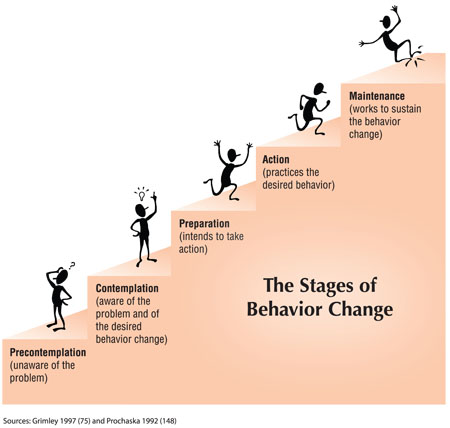 Maintenance
(works to sustain
the behavior
change)
Action
(practices the
desired behavior)
Preparation
(intends to take
action)
Contemplation
(aware of the
problem and of
the desired
behavior change)
Precontemplation
(unaware of the
problem)
?
The Stages of
Behavior Change
Sources: Grimley 1997 (75) and Prochaska 1992 (148)